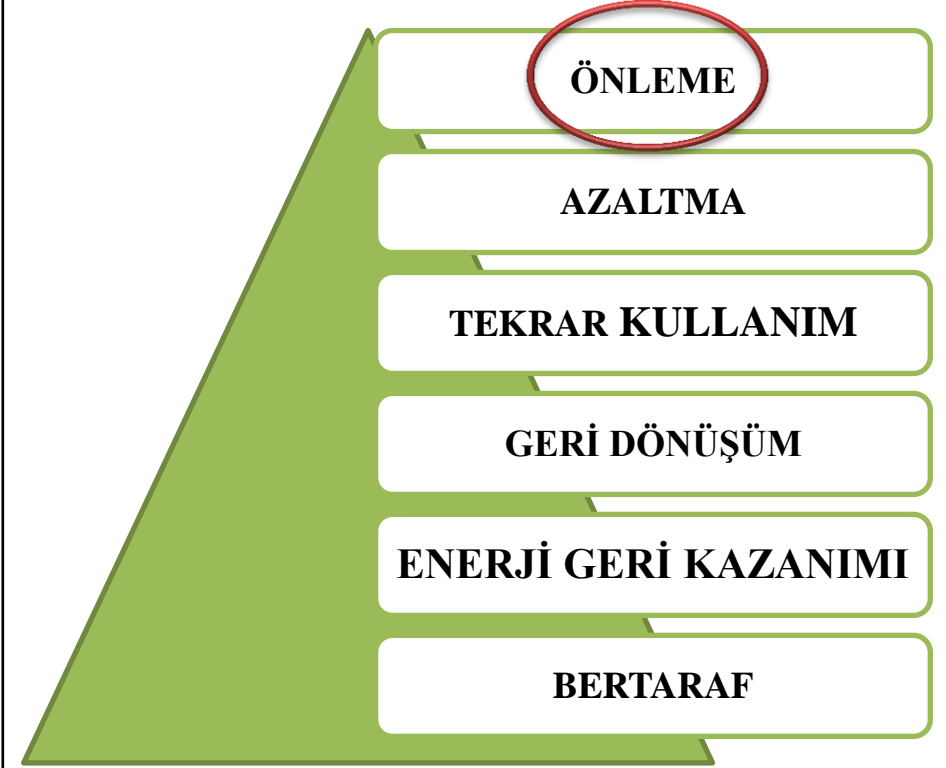 ÖNLEME
AZALTMA
TEKRAR KULLANIM
GERİ DÖNÜŞÜM
ENERJİ GERİ KAZANIMI
BERTARAF